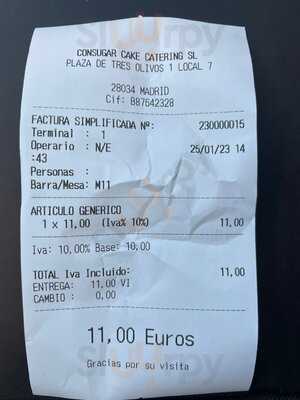 CONSUGAR CAKE CATERING SL
PLAZA DE TRES OLIVOS 1 LOCAL 7
28034 MADRID
Cif: B87642328
FACTURA SIMPLIFICADA Nº: 230000015
Terminal : 1
Operario : N/E 25/01/23 14
:43
Personas :
Barra/Mesa: M11
ARTICULO GENERICO
1 x 11,00 (Iva% 10%) 11,00
Iva: 10,00% Base: 10,00
TOTAL Iva Incluido: 11,00
ENTREGA: 11,00 VI
CAMBIO : 0,00
11,00 Euros
Gracias por su visita